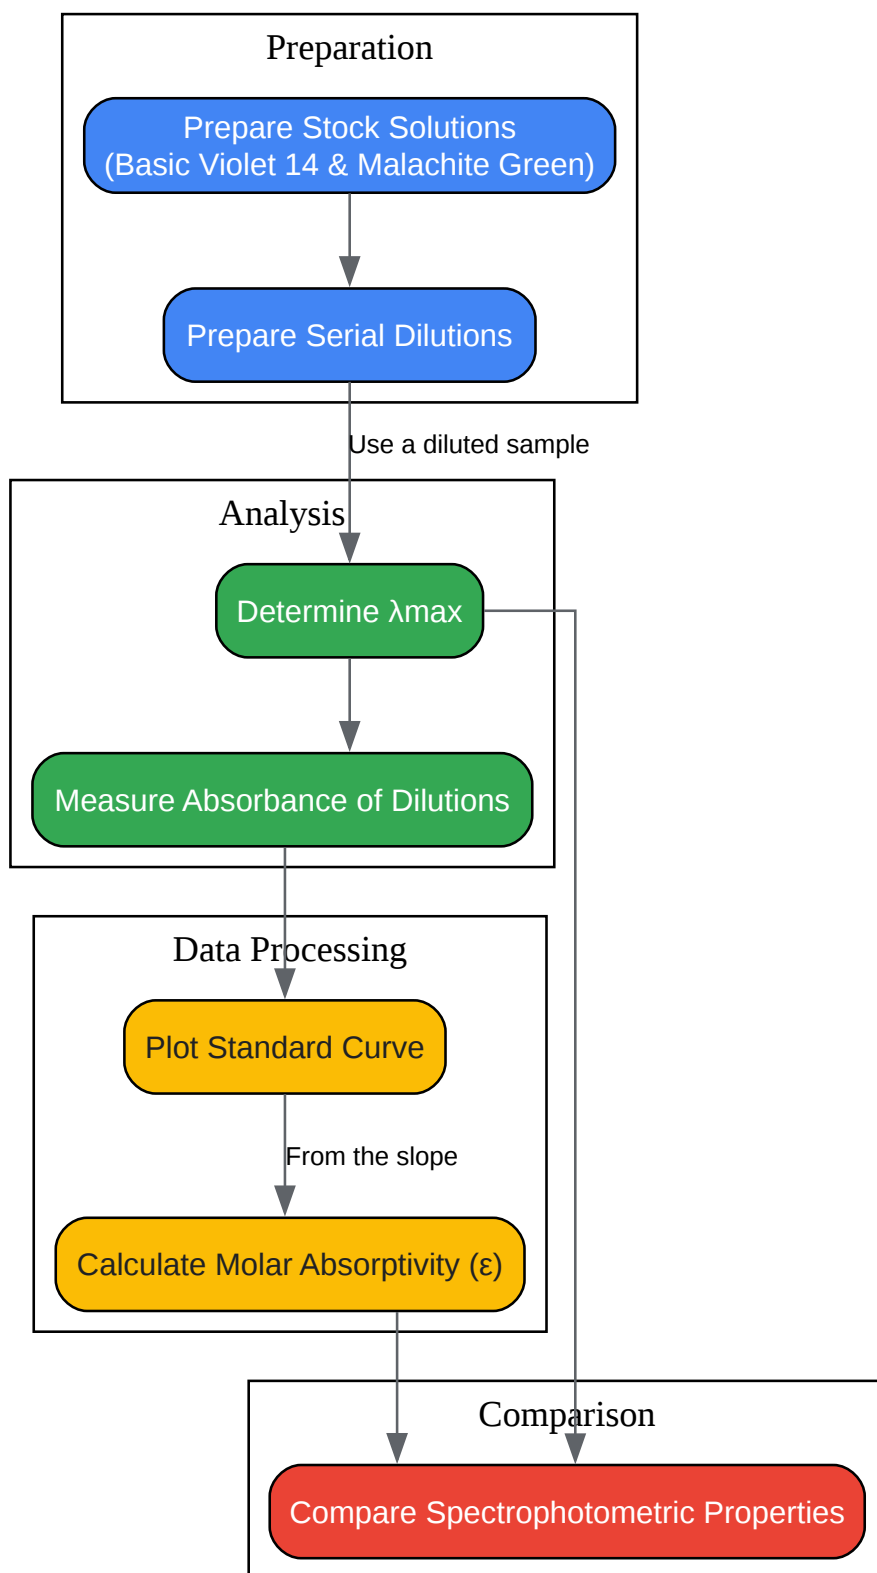 Preparation
Prepare Stock Solutions
(Basic Violet 14 & Malachite Green)
Prepare Serial Dilutions
Use a diluted sample
Analysis
Determine λmax
Measure Absorbance of Dilutions
Data Processing
Plot Standard Curve
From the slope
Calculate Molar Absorptivity (ε)
Comparison
Compare Spectrophotometric Properties